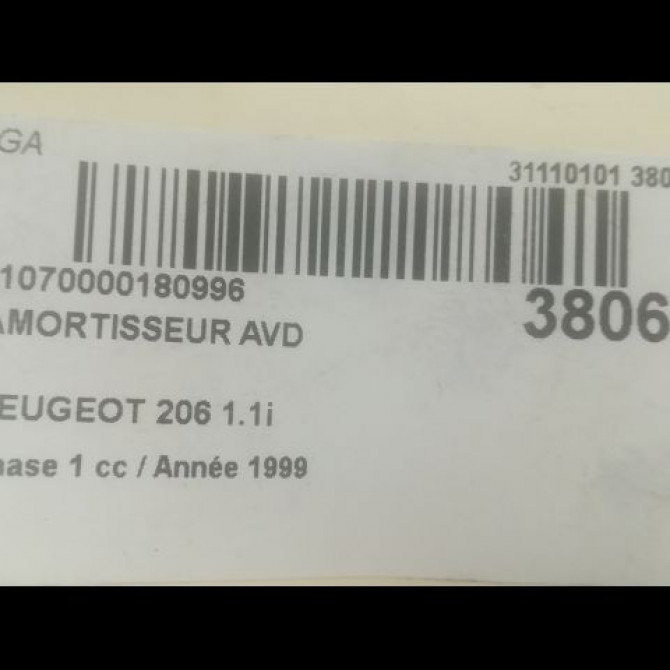 GA
31110101 380
1070000180996
3806
AMORTISSEUR AVD
EUGEOT 206 1.1i
hase 1 cc / Année 1999